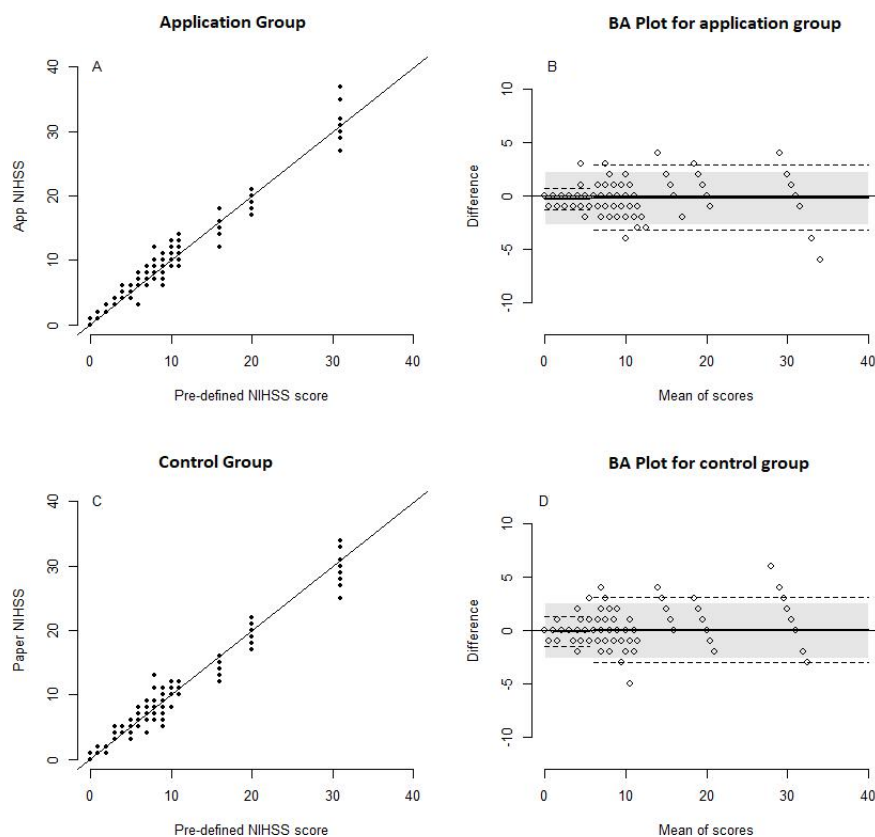 Application Group
A
App NIHSS
40
30
20
10
0
0 10 20 30 40
Pre-defined NIHSS score
BA Plot for application group
B
Difference
10
5
0
-5
-10
0 10 20 30 40
Mean of scores
Control Group
C
Paper NIHSS
40
30
20
10
0
0 10 20 30 40
Pre-defined NIHSS score
BA Plot for control group
D
Difference
10
5
0
-5
-10
0 10 20 30 40
Mean of scores